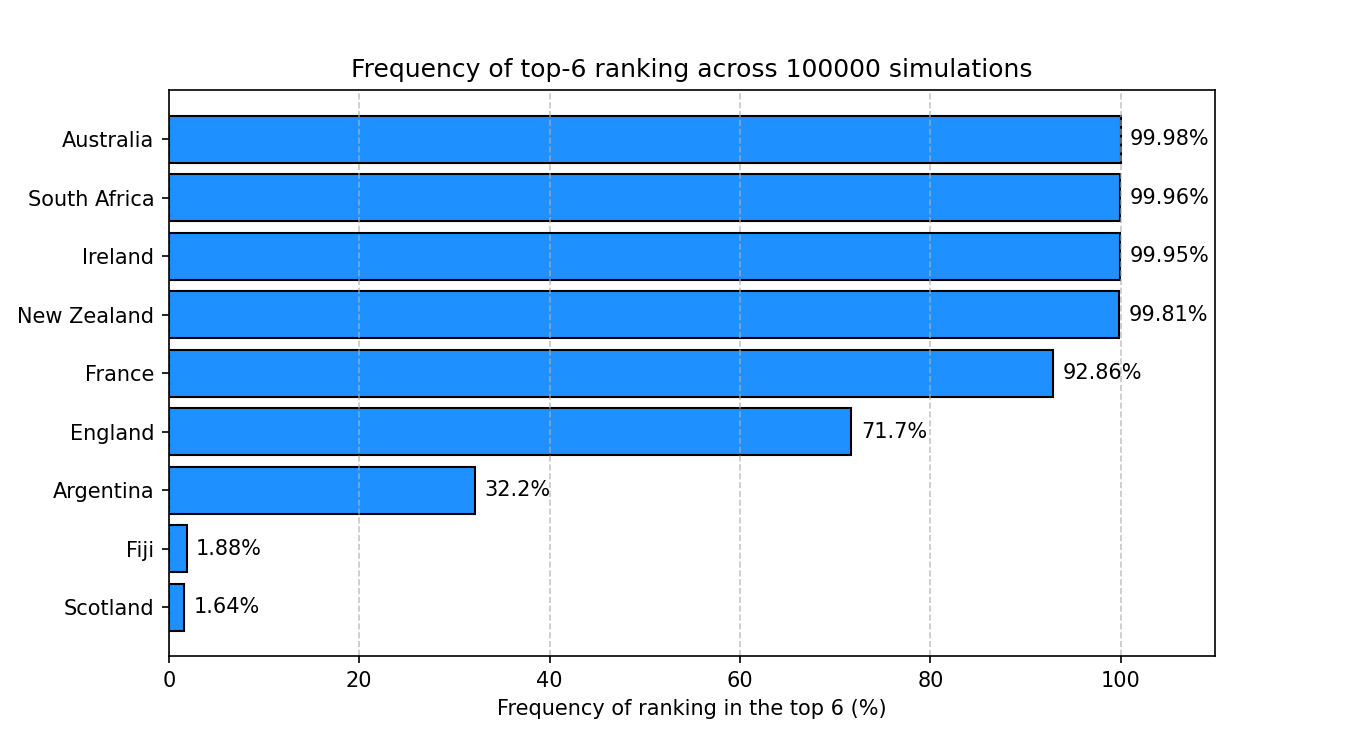 Frequency of top-6 ranking across 100000 simulations
Australia 99.98%
South Africa 99.96%
Ireland 99.95%
New Zealand 99.81%
France 92.86%
England 71.7%
Argentina 32.2%
Fiji 1.88%
Scotland 1.64%
0 20 40 60 80 100
Frequency of ranking in the top 6 (%)